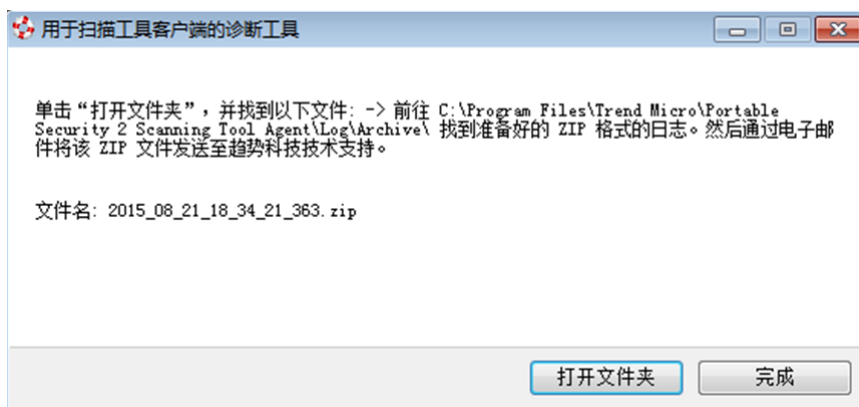 用于扫描工具客户端的诊断工具
单击“打开文件夹”，并找到以下文件: -> 前往 C:\Program Files\Trend Micro\Portable
Security 2 Scanning Tool Agent\Log\Archive\ 找到准备好的 ZIP 格式的日志。然后通过电子邮
件将该 ZIP 文件发送至趋势科技技术支持。
文件名: 2015_08_21_18_34_21_363.zip
打开文件夹 完成